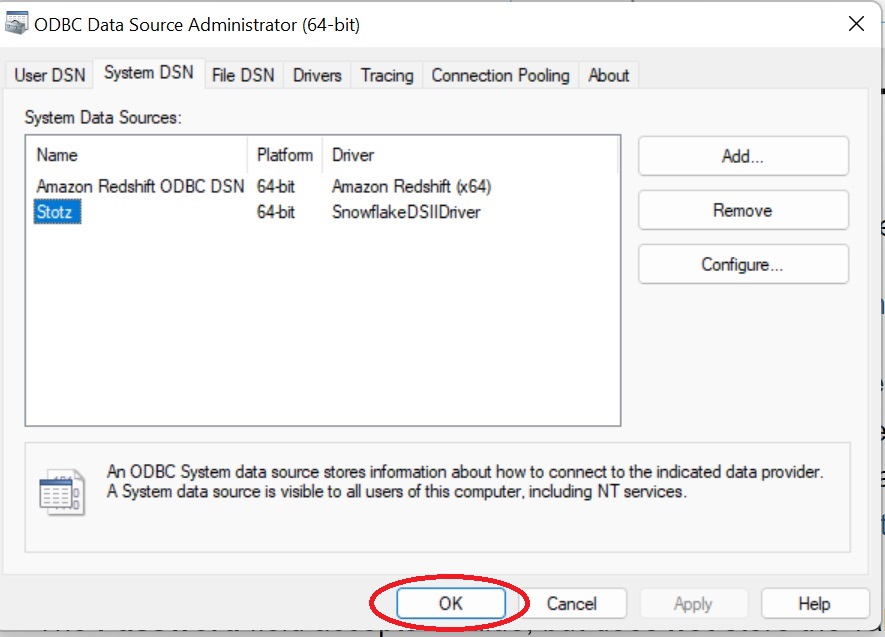 ODBC Data Source Administrator (64-bit)
User DSN System DSN File DSN Drivers Tracing Connection Pooling About
System Data Sources:
Name Platform Driver
Amazon Redshift ODBC DSN 64-bit Amazon Redshift (x64)
Stotz 64-bit SnowflakeDSIIDriver
Add...
Remove
Configure...
An ODBC System data source stores information about how to connect to the indicated data provider.
A System data source is visible to all users of this computer, including NT services.
OK Cancel Apply Help